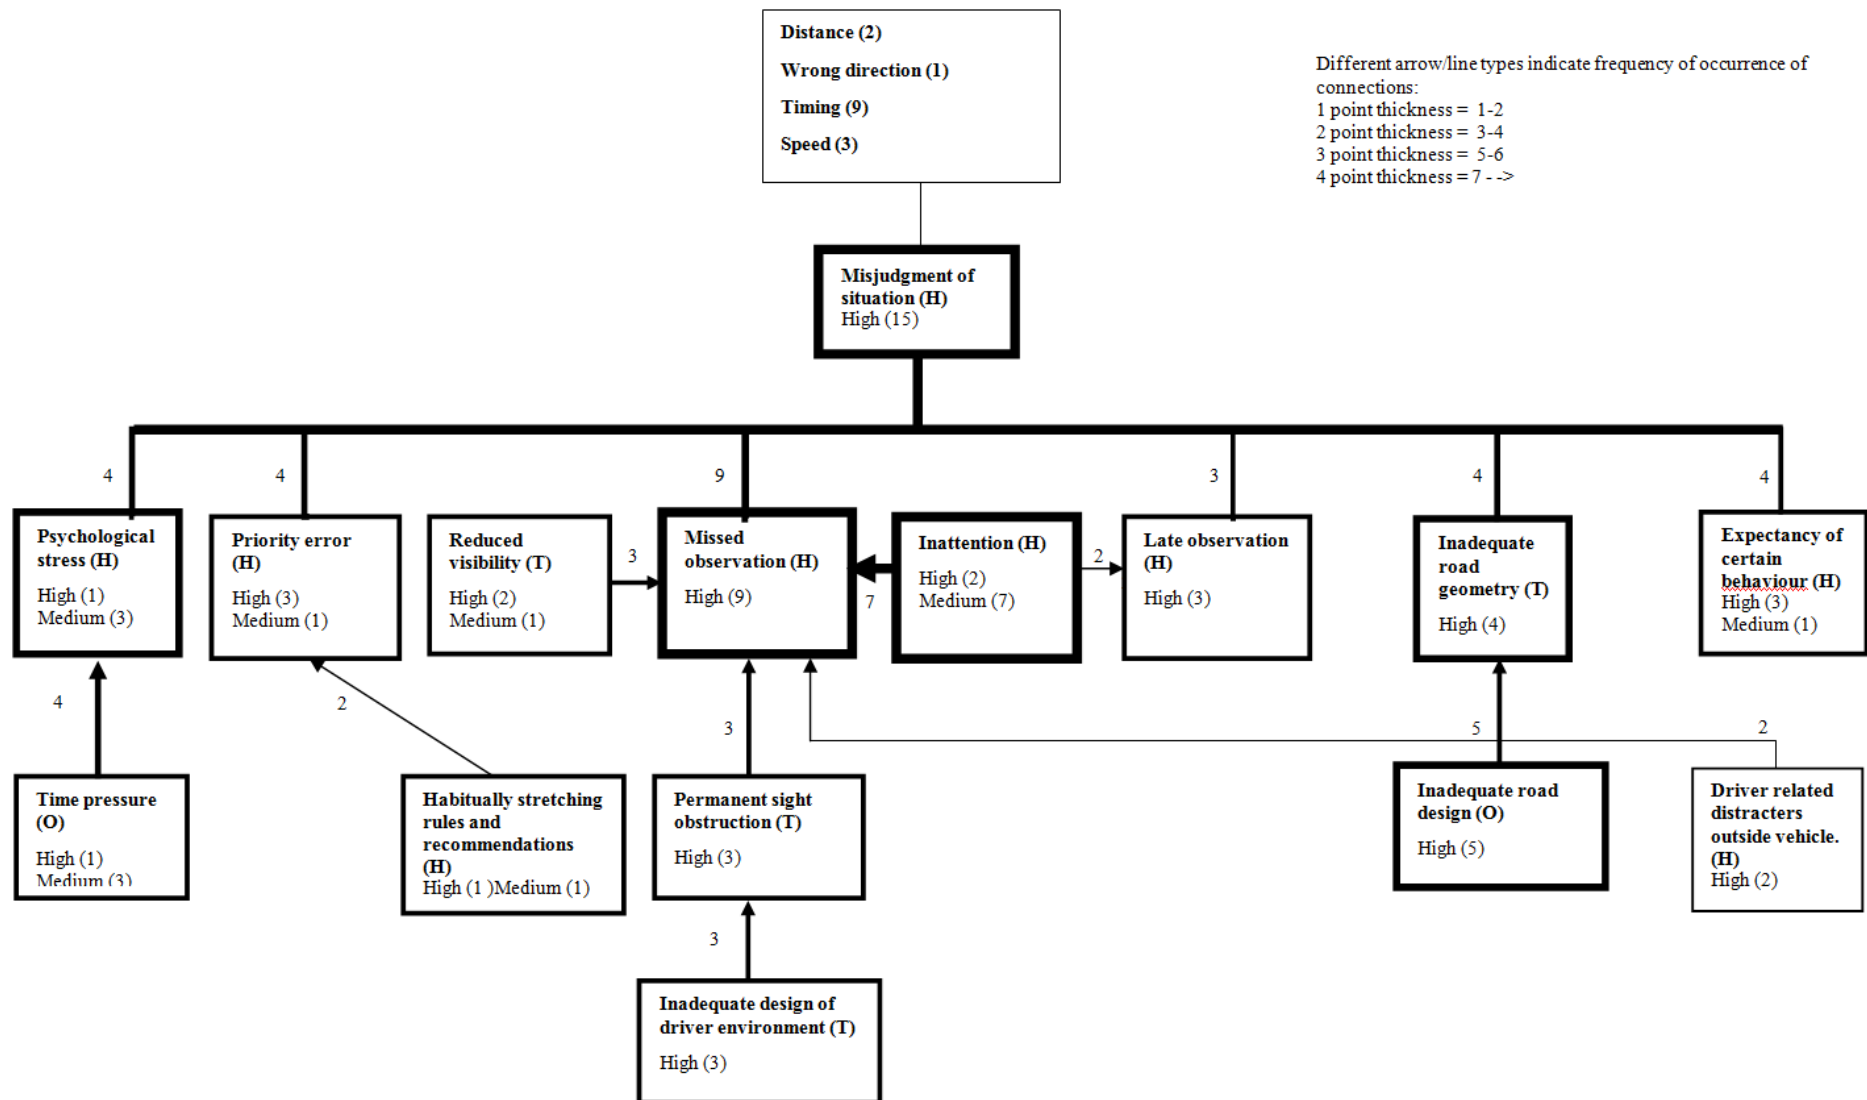 Distance (2)
Wrong direction (1)
Timing (9)
Speed (3)
Different arrow/line types indicate frequency of occurrence of
connections:
1 point thickness = 1-2
2 point thickness = 3-4
3 point thickness = 5-6
4 point thickness = 7 - ->
Misjudgment of
situation (H)
High (15)
4
4
9
3
4
4
Psychological
stress (H)
High (1)
Medium (3)
Priority error
(H)
High (3)
Medium (1)
Reduced
visibility (T)
High (2)
Medium (1)
3
Missed
observation (H)
High (9)
7
Inattention (H)
High (2)
Medium (7)
2
Late observation
(H)
High (3)
Inadequate
road
geometry (T)
High (4)
Expectancy of
certain
behaviour (H)
High (3)
Medium (1)
4
2
3
5
2
Time pressure
(O)
High (1)
Medium (3)
Habitually stretching
rules and
recommendations
(H)
High (1 )Medium (1)
Permanent sight
obstruction (T)
High (3)
Inadequate road
design (O)
High (5)
Driver related
distracters
outside vehicle.
(H)
High (2)
3
Inadequate design of
driver environment (T)
High (3)